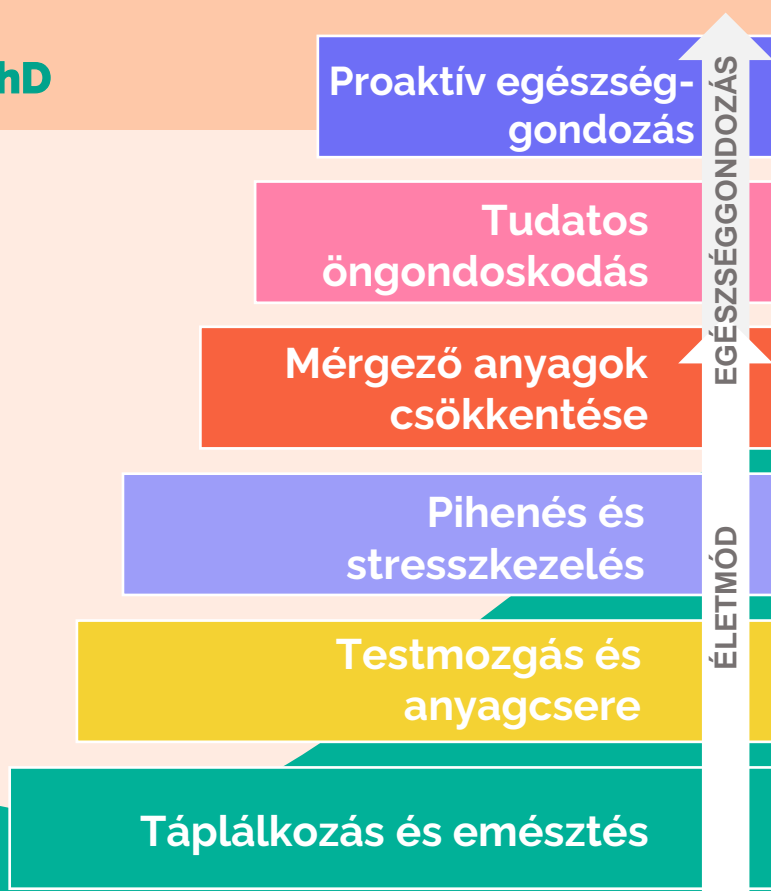 hD
Proaktív egészség-
gondozás
Tudatos
öngondoskodás
Mérgező anyagok
csökkentése
Pihenés és
stresszkezelés
Testmozgás és
anyagcsere
Táplálkozás és emésztés
EGÉSZSÉGGONDOZÁS
ÉLETMÓD